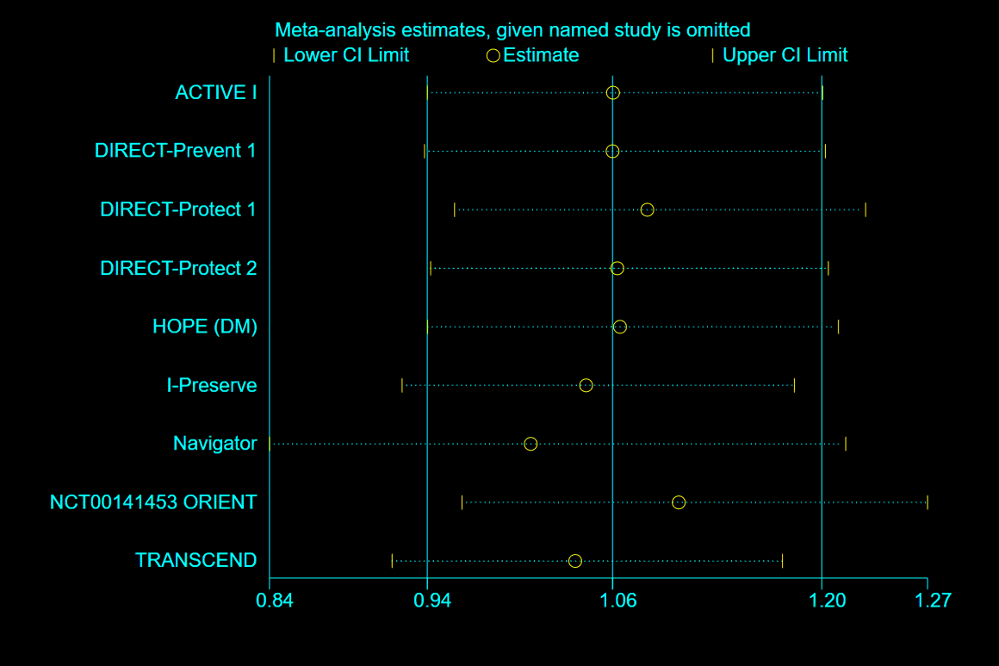 Meta-analysis estimates, given named study is omitted
Lower CI Limit Estimate Upper CI Limit
ACTIVE I
DIRECT-Prevent 1
DIRECT-Protect 1
DIRECT-Protect 2
HOPE (DM)
I-Preserve
Navigator
NCT00141453 ORIENT
TRANSCEND
0.84 0.94 1.06 1.20 1.27